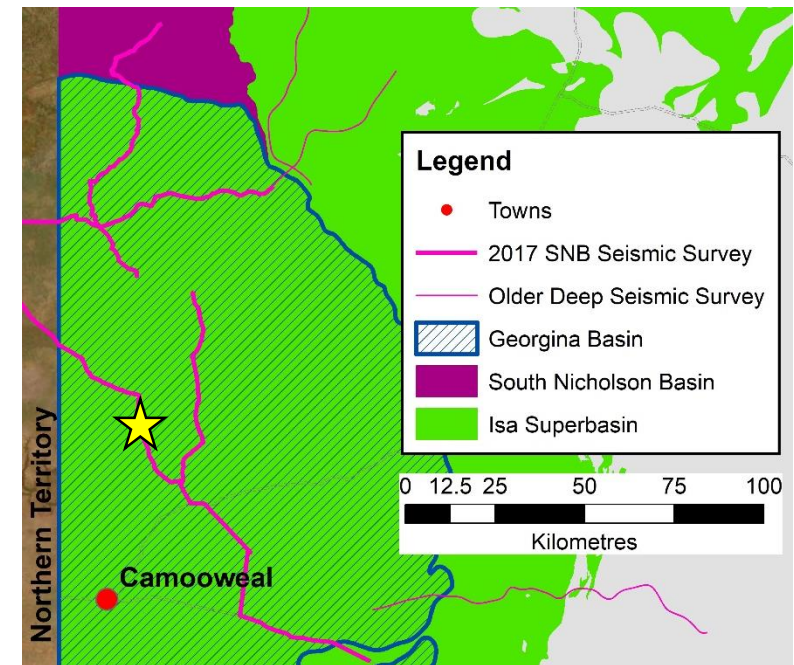 Legend
Towns
2017 SNB Seismic Survey
Older Deep Seismic Survey
Georgina Basin
South Nicholson Basin
Isa Superbasin
0 12.5 25 50 75 100
Kilometres
Northern Territory
Camooweal